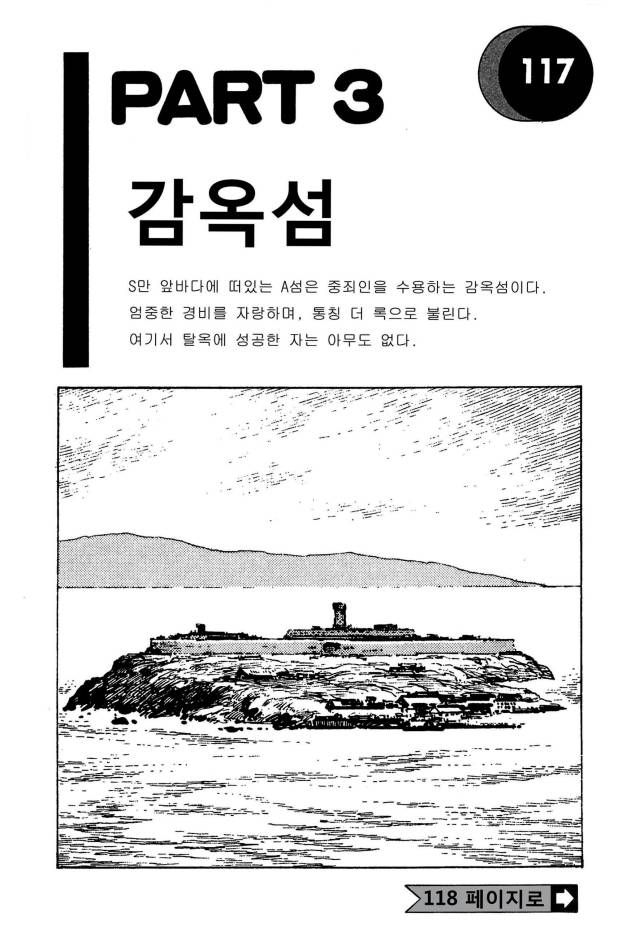 117
PART 3
감옥섬
S만 앞바다에 떠있는 A섬은 중죄인을 수용하는 감옥섬이다.
엄중한 경비를 자랑하며, 통칭 더 록으로 불린다.
여기서 탈옥에 성공한 자는 아무도 없다.
118 페이지로